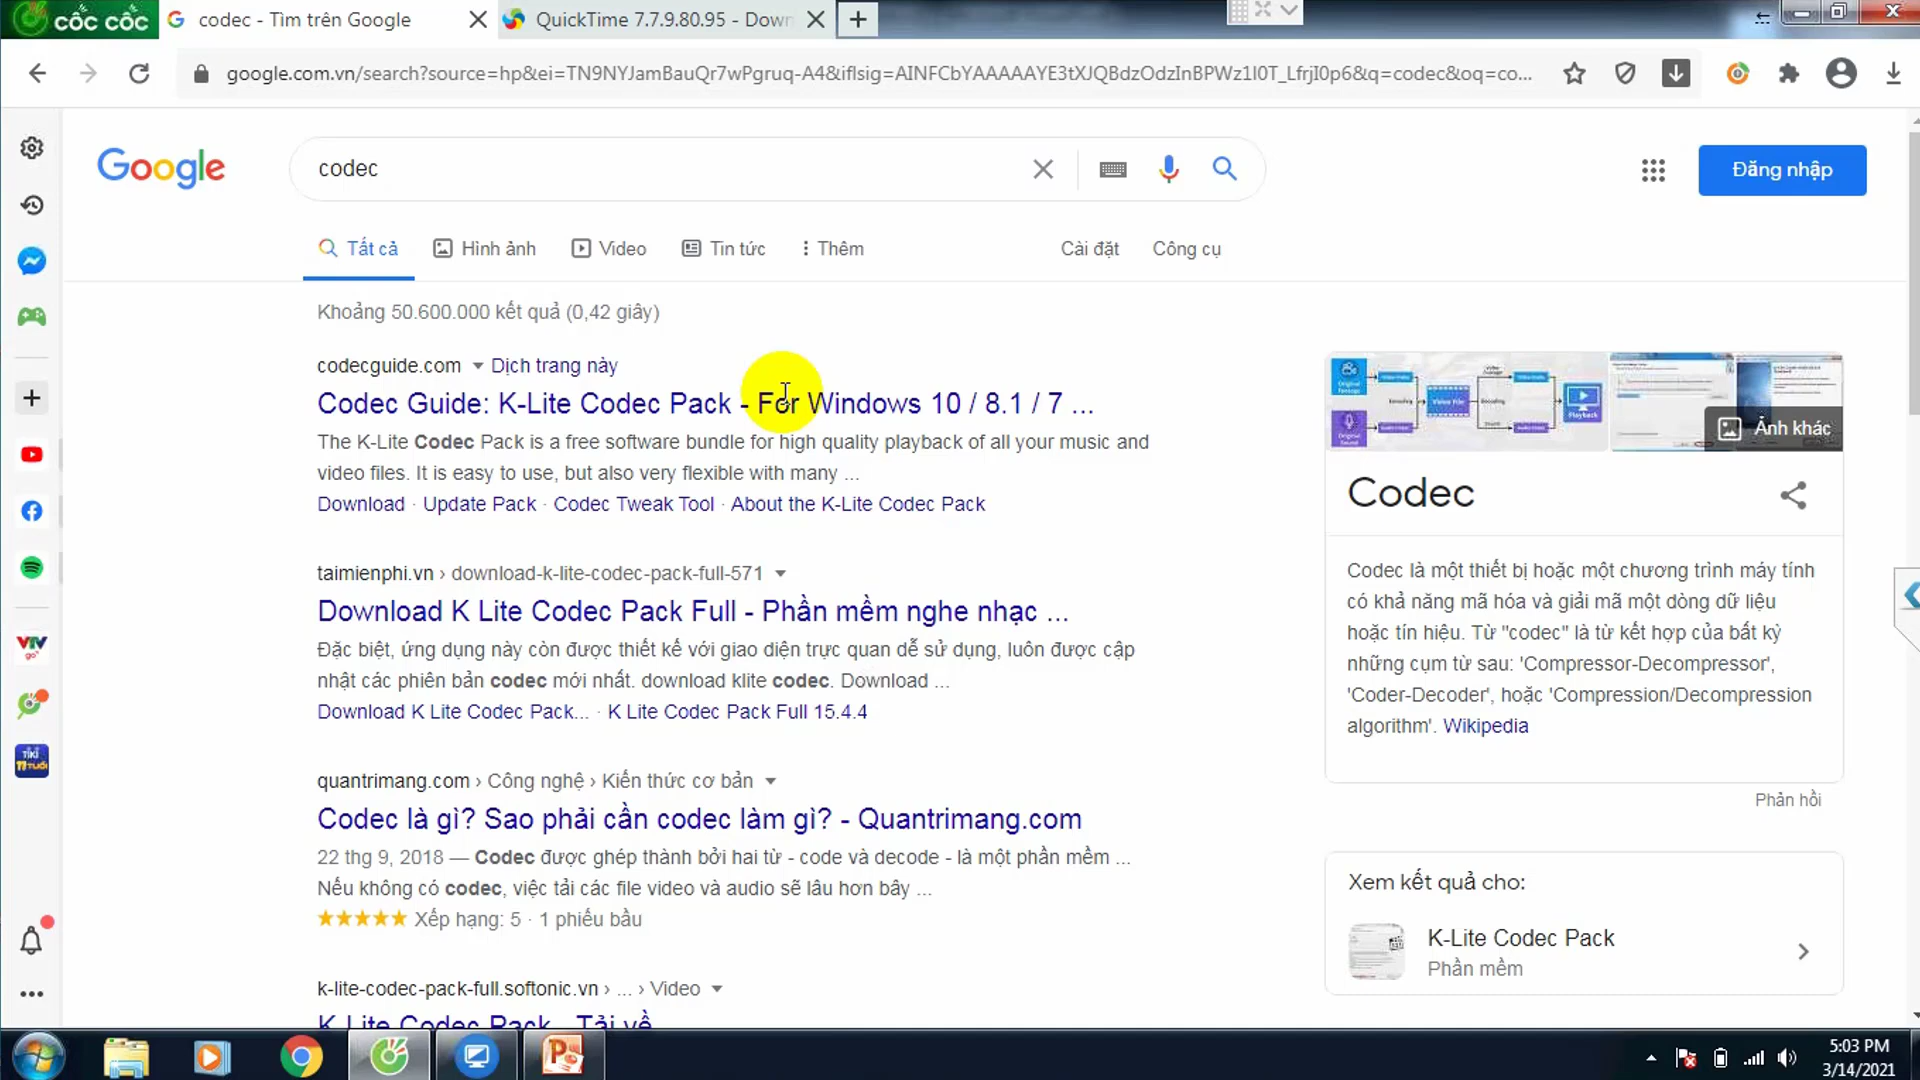 cốc cốc
codec - Tìm trên Google
QuickTime 7.7.9.80.95 - Down
google.com.vn/search?source=hp&ei=TN9NYJamBauQr7wPgruq-A4&iflsig=AINFCbYAAAAAYE3tXJQBdzOdzInBPWz1l0T_LfrjI0p6&q=codec&oq=co...
Google
codec
Đăng nhập
Tất cả
Hình ảnh
Video
Tin tức
Thêm
Cài đặt
Công cụ
Khoảng 50.600.000 kết quả (0,42 giây)
codecguide.com Dịch trang này
Codec Guide: K-Lite Codec Pack - For Windows 10 / 8.1 / 7 ...
The K-Lite Codec Pack is a free software bundle for high quality playback of all your music and
video files. It is easy to use, but also very flexible with many ...
Download · Update Pack · Codec Tweak Tool · About the K-Lite Codec Pack
taimienphi.vn › download-k-lite-codec-pack-full-571
Download K Lite Codec Pack Full - Phần mềm nghe nhạc ...
Đặc biệt, ứng dụng này còn được thiết kế với giao diện trực quan dễ sử dụng, luôn được cập
nhật các phiên bản codec mới nhất. download klite codec. Download ...
Download K Lite Codec Pack... · K Lite Codec Pack Full 15.4.4
quantrimang.com › Công nghệ › Kiến thức cơ bản
Codec là gì? Sao phải cần codec làm gì? - Quantrimang.com
22 thg 9, 2018 — Codec được ghép thành bởi hai từ - code và decode - là một phần mềm ...
Nếu không có codec, việc tải các file video và audio sẽ lâu hơn bây ...
★★★★★ Xếp hạng: 5 · 1 phiếu bầu
k-lite-codec-pack-full.softonic.vn › ... › Video
K Lite Codec Pack - Tải về
Ảnh khác
Codec
Codec là một thiết bị hoặc một chương trình máy tính
có khả năng mã hóa và giải mã một dòng dữ liệu
hoặc tín hiệu. Từ "codec" là từ kết hợp của bất kỳ
những cụm từ sau: 'Compressor-Decompressor',
'Coder-Decoder', hoặc 'Compression/Decompression
algorithm'. Wikipedia
Phản hồi
Xem kết quả cho:
K-Lite Codec Pack
Phần mềm
VTV
go
TIKI
11 TUỔI
5:03 PM
3/14/2021